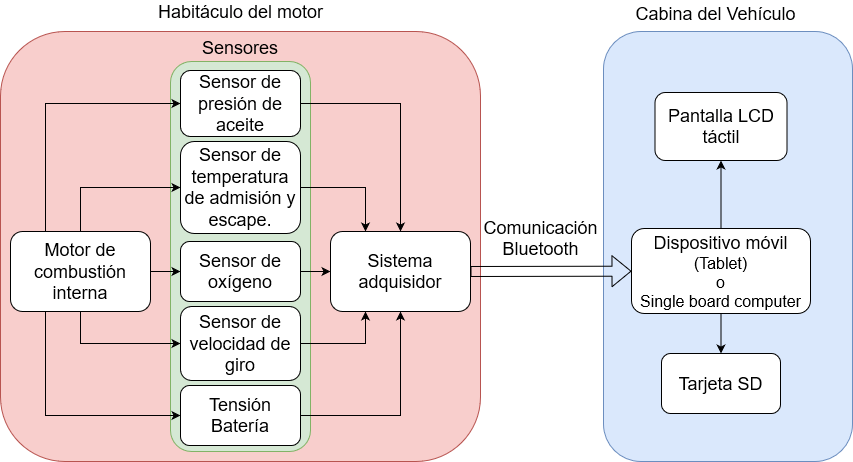 Habitáculo del motor
Sensores
Sensor de
presión de
aceite
Sensor de
temperatura
de admisión y
escape.
Motor de
combustión
interna
Sensor de
oxígeno
Sistema
adquisidor
Sensor de
velocidad de
giro
Tensión
Batería
Comunicación
Bluetooth
Cabina del Vehículo
Pantalla LCD
táctil
Dispositivo móvil
(Tablet)
o
Single board computer
Tarjeta SD